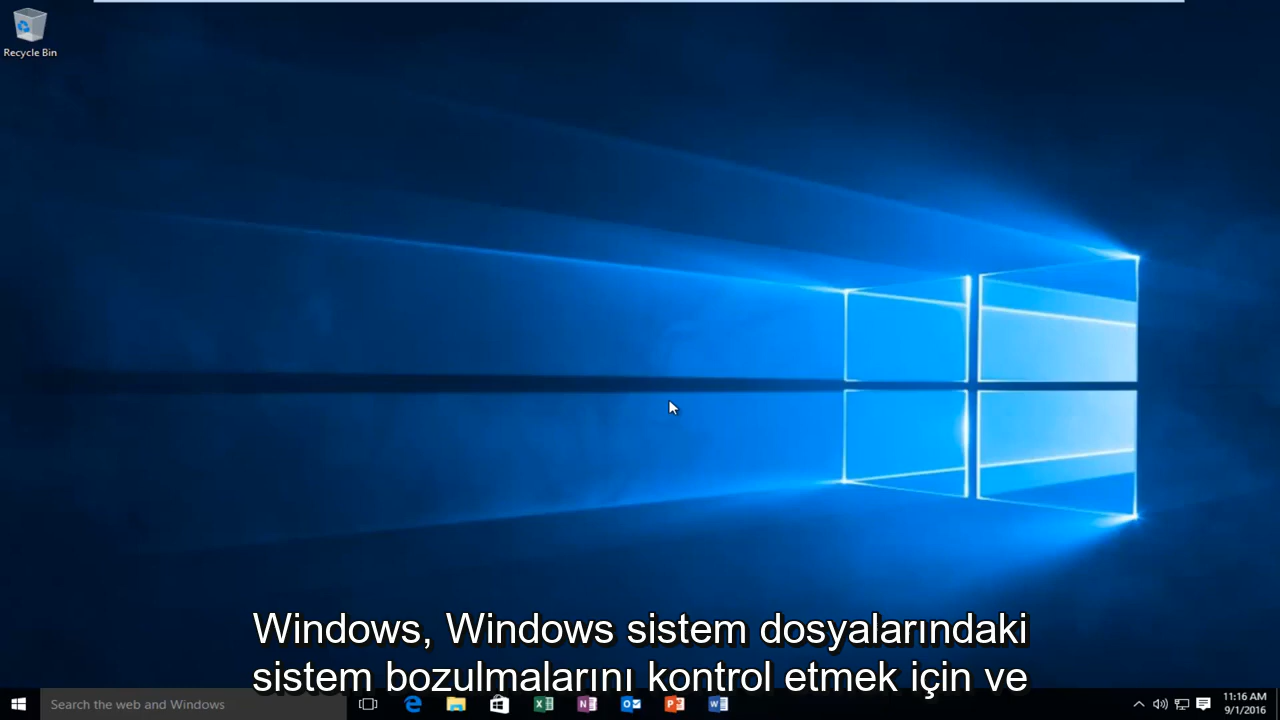 Recycle Bin
Windows, Windows sistem dosyalarındaki
sistem bozulmalarını kontrol etmek için ve
Search the web and Windows
11:16 AM
9/1/2016